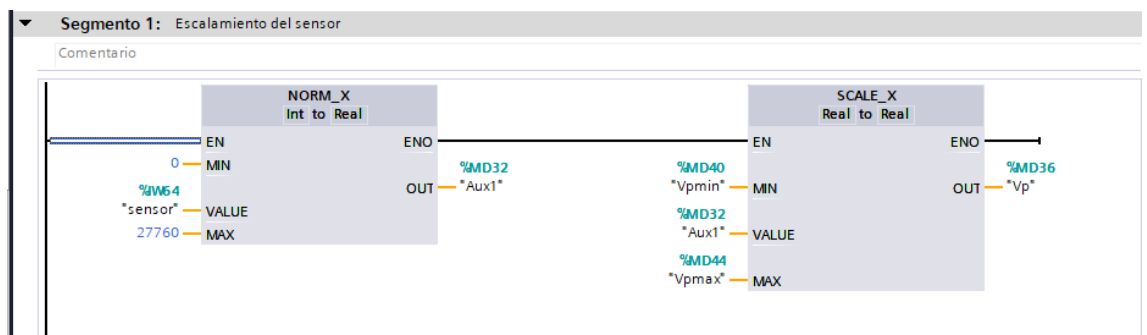 Segmento 1: Escalamiento del sensor
Comentario
NORM_X
Int to Real
EN
ENO
0
MIN
%IW64
"sensor"
VALUE
27760
MAX
OUT
%MD32
"Aux1"
SCALE_X
Real to Real
EN
ENO
%MD40
"Vpmin"
MIN
%MD32
"Aux1"
VALUE
%MD44
"Vpmax"
MAX
OUT
%MD36
"Vp"